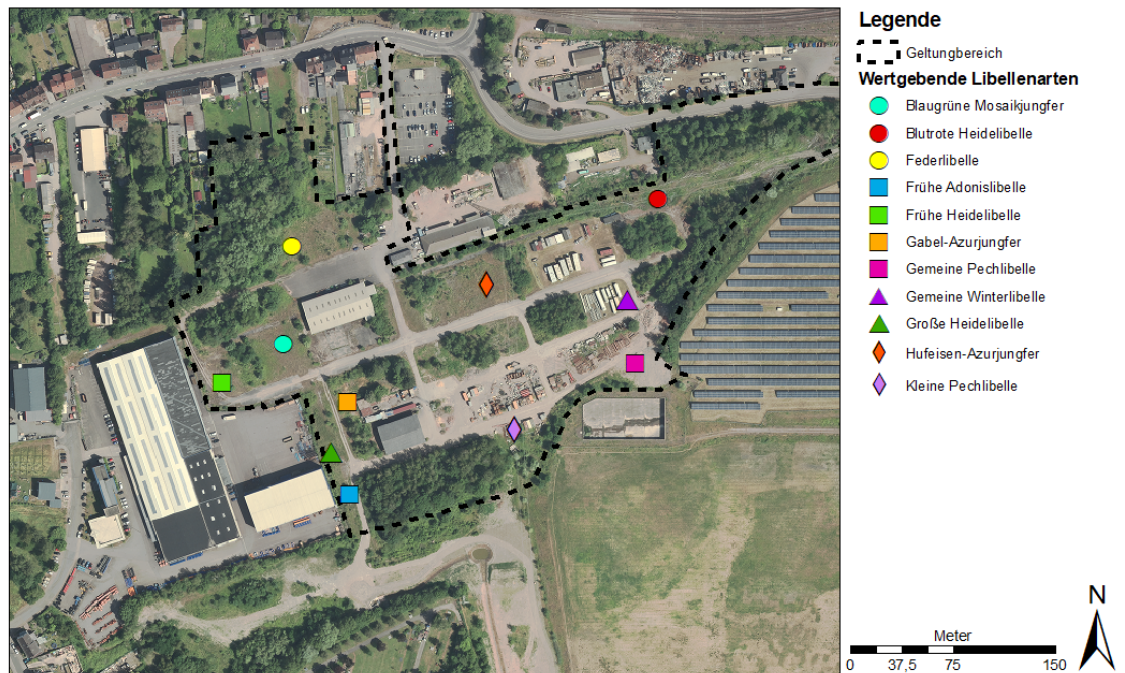 Legende
Geltungbereich
Wertgebende Libellenarten
Blaugrüne Mosaikjungfer
Blutrote Heidelibelle
Federlibelle
Frühe Adonislibelle
Frühe Heidelibelle
Gabel-Azurjungfer
Gemeine Pechlibelle
Gemeine Winterlibelle
Große Heidelibelle
Hufeisen-Azurjungfer
Kleine Pechlibelle
N
Meter
0 37,5 75 150